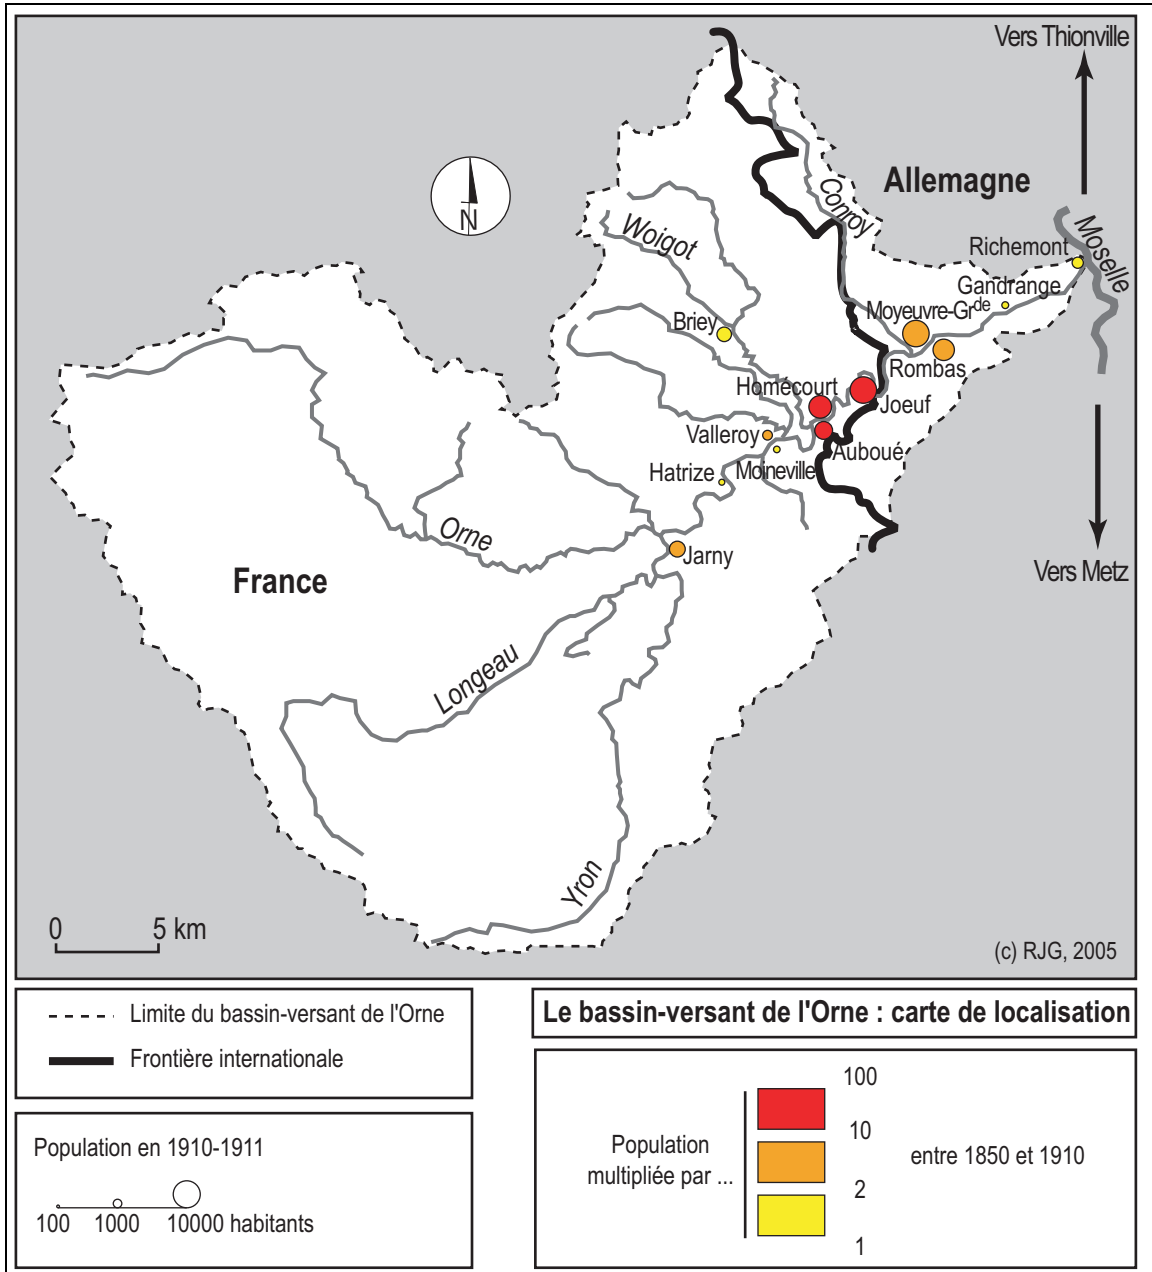 Vers Thionville
Allemagne
N
Conroy
Woigot
Richemont
Moselle
Gandrange
Moyeuvre-Grde
Briey
Rombas
Homécourt
Joeuf
Valleroy
Auboué
Moineville
Hatrize
Orne
Jarny
France
Vers Metz
Longeau
Yron
0 5 km
(c) RJG, 2005
Limite du bassin-versant de l'Orne
Frontière internationale
Population en 1910-1911
100 1000 10000 habitants
Le bassin-versant de l'Orne : carte de localisation
Population
multipliée par ...
100
10
2
1
entre 1850 et 1910